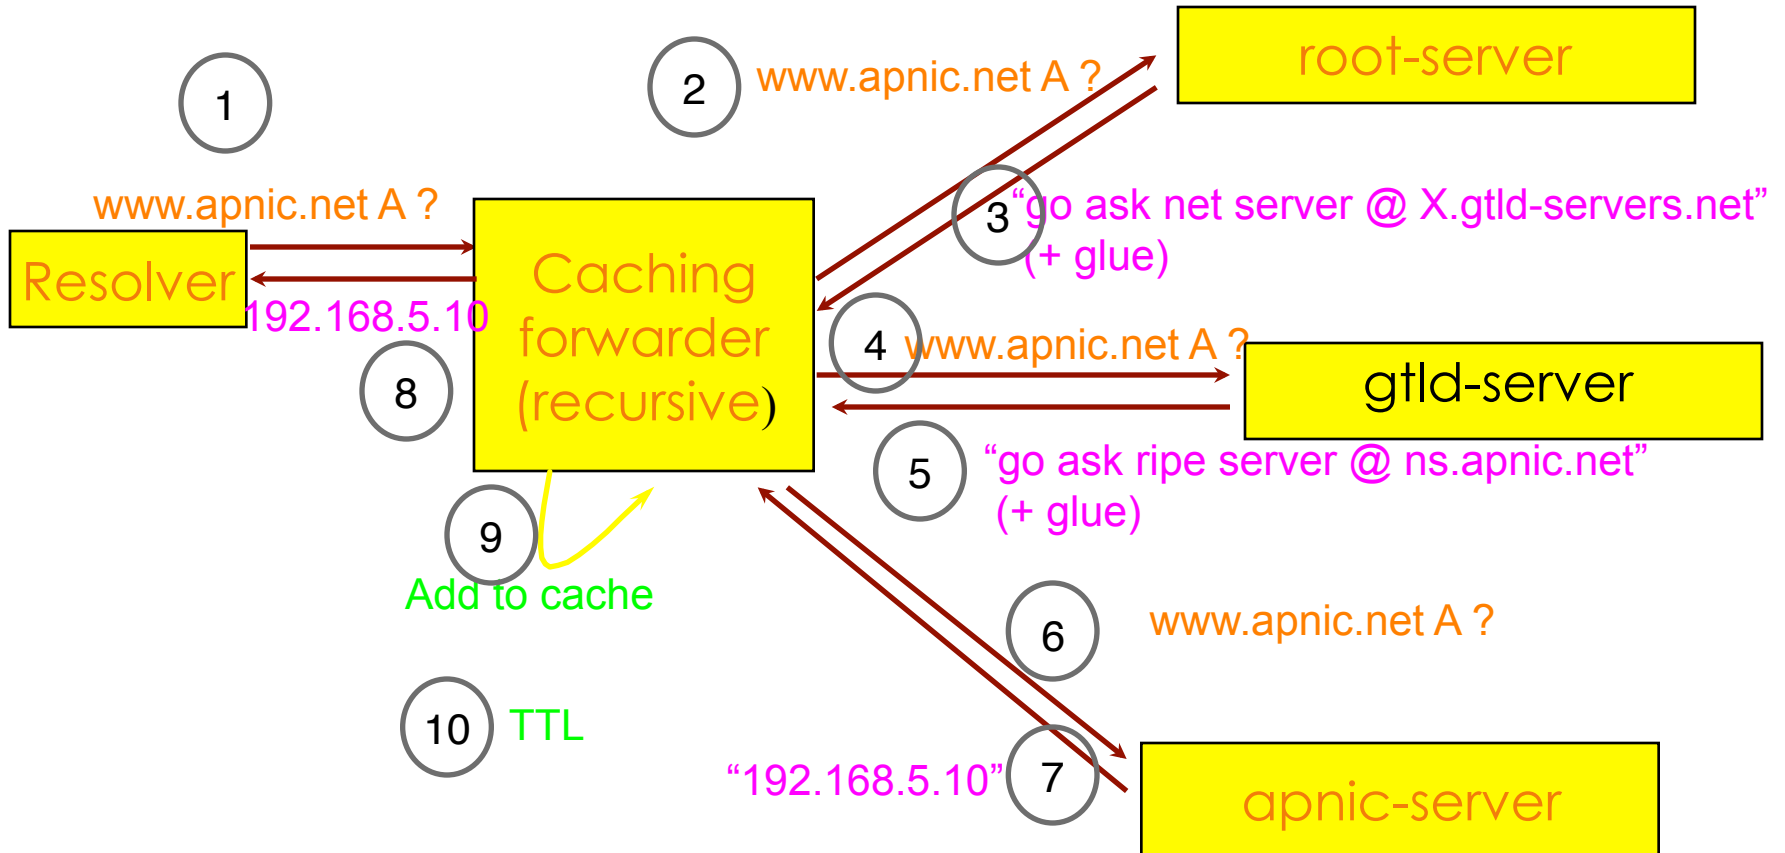 1
www.apnic.net A ?
Resolver
192.168.5.10
8
Caching
forwarder
(recursive)
2
www.apnic.net A ?
root-server
3
“go ask net server @ X.gtld-servers.net”
(+ glue)
4
www.apnic.net A ?
gtld-server
5
“go ask ripe server @ ns.apnic.net”
(+ glue)
9
Add to cache
6
www.apnic.net A ?
10
TTL
“192.168.5.10”
7
apnic-server